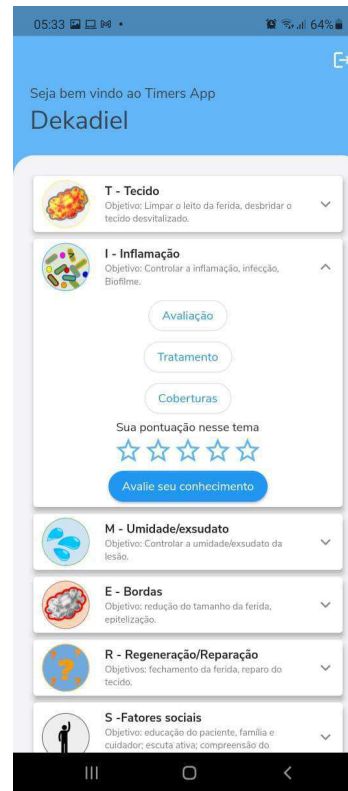 05:33
64%
Seja bem vindo ao Timers App
Dekadiel
T - Tecido
Objetivo: Limpar o leito da ferida, desbridar o
tecido desvitalizado.
I - Inflamação
Objetivo: Controlar a inflamação, infecção,
Biofilme.
Avaliação
Tratamento
Coberturas
Sua pontuação nesse tema
Avalie seu conhecimento
M - Umidade/exsudato
Objetivo: Controlar a umidade/exsudato da
lesão.
E - Bordas
Objetivo: redução do tamanho da ferida,
epitelização.
R - Regeneração/Reparação
Objetivos: fechamento da ferida, reparo do
tecido.
S -Fatores sociais
Objetivo: educação do paciente, família e
cuidador; escuta ativa; compreensão do